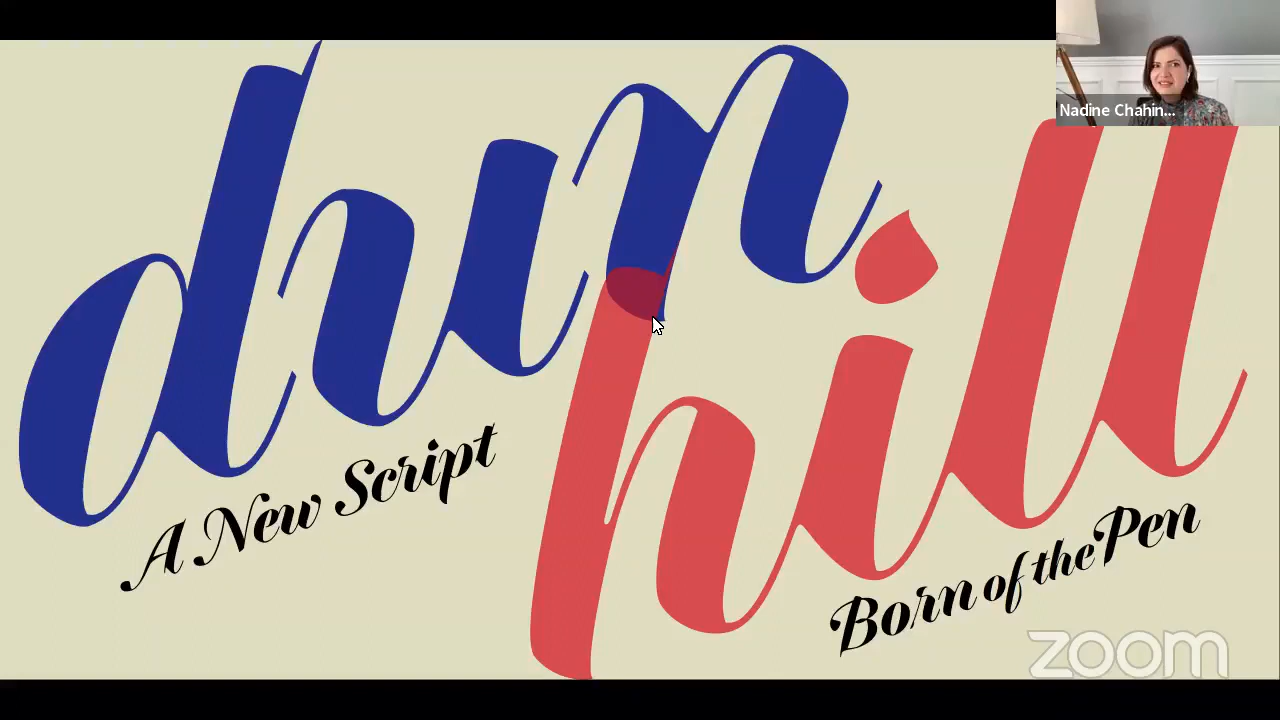 Nadine Chahin...
dun
hill
A New Script
Born of the Pen
zoom